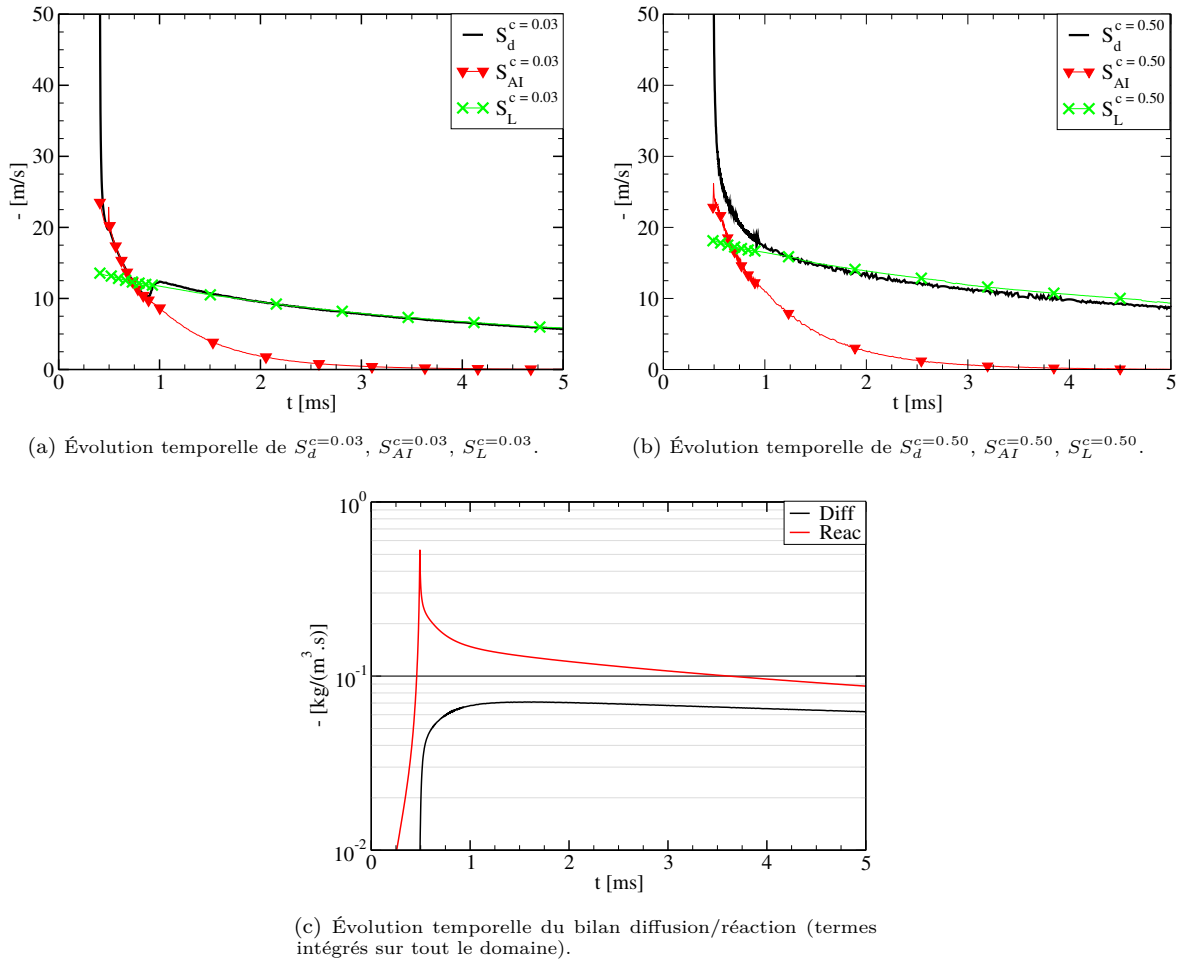 50
40
30
20
10
0
- [m/s]
0 1 2 3 4 5
t [ms]
S_d^{c = 0.03}
S_AI^{c = 0.03}
S_L^{c = 0.03}
50
40
30
20
10
0
- [m/s]
0 1 2 3 4 5
t [ms]
S_d^{c = 0.50}
S_AI^{c = 0.50}
S_L^{c = 0.50}
(a) Évolution temporelle de S_d^{c=0.03}, S_{AI}^{c=0.03}, S_L^{c=0.03}.
(b) Évolution temporelle de S_d^{c=0.50}, S_{AI}^{c=0.50}, S_L^{c=0.50}.
10^0
10^{-1}
10^{-2}
- [kg/(m^3.s)]
0 1 2 3 4 5
t [ms]
Diff
Reac
(c) Évolution temporelle du bilan diffusion/réaction (termes
intégrés sur tout le domaine).